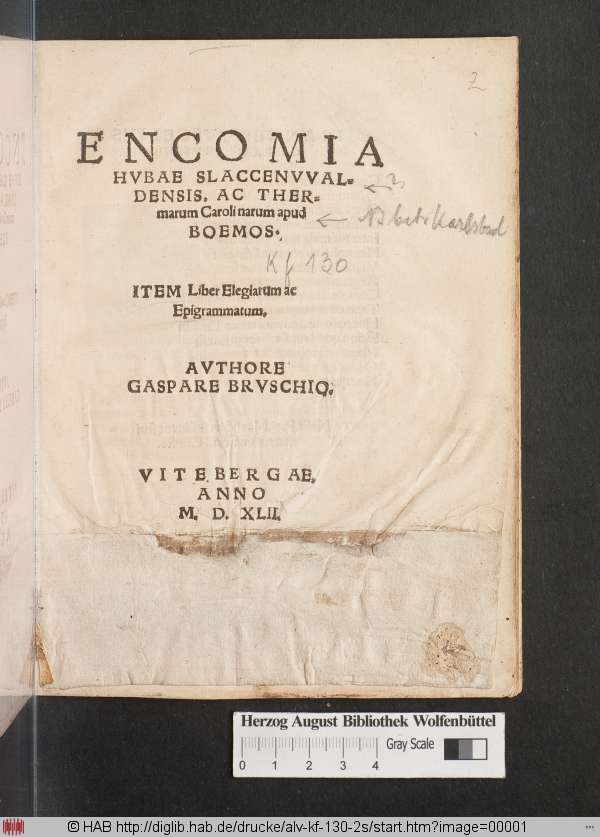 2
ENCOMIA
HVBAE SLACCENVVAL=
DENSIS. AC THER=
marum Carolinarum apud
BOEMOS.
Karlsbad
Kf 130
ITEM Liber Elegiarum ac
Epigrammatum.
AVTHORE
GASPARE BRVSCHIO.
VITEBERGAE.
ANNO
M. D. XLII.
Herzog August Bibliothek Wolfenbüttel
0 1 2 3 4 Gray Scale
© HAB http://diglib.hab.de/drucke/alv-kf-130-2s/start.htm?image=00001